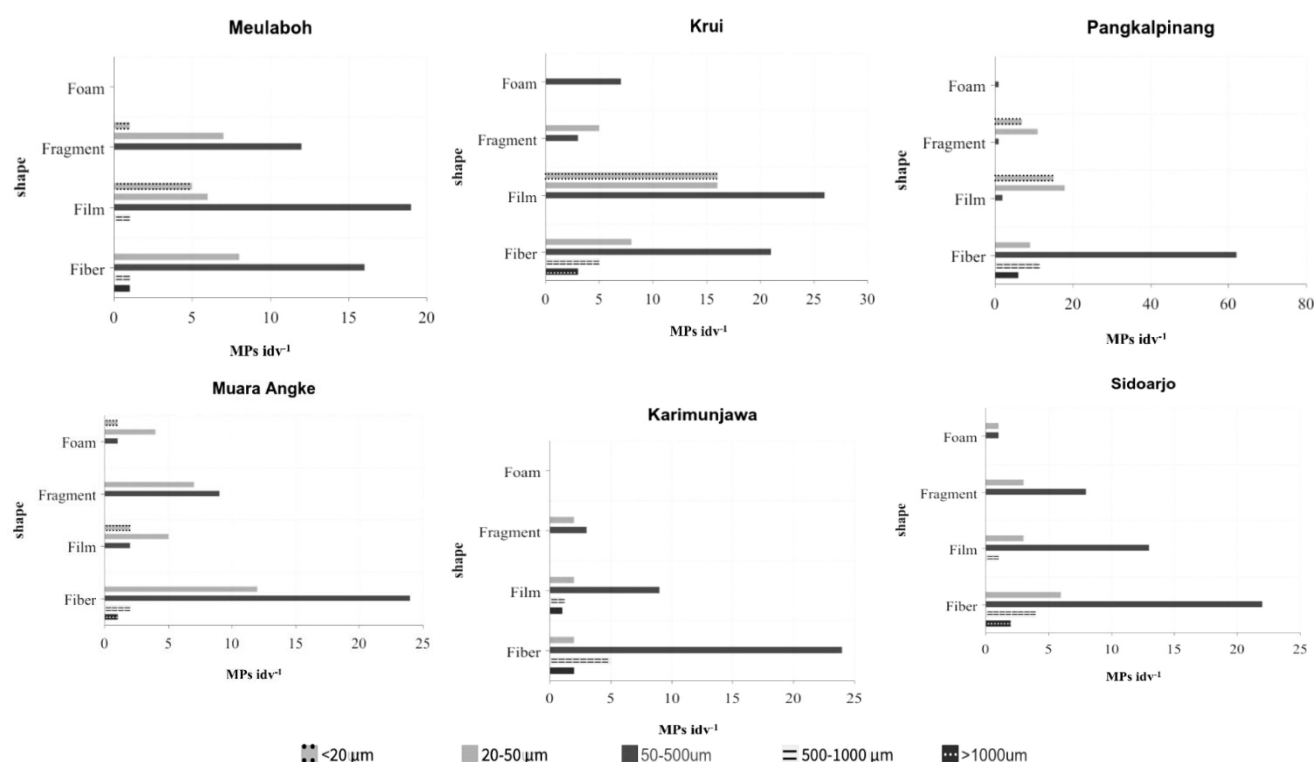 Meulaboh
Foam
Fragment
Film
Fiber
shape
0 5 10 15 20
MPs idv⁻¹
Krui
Foam
Fragment
Film
Fiber
shape
0 5 10 15 20 25 30
MPs idv⁻¹
Pangkalpinang
Foam
Fragment
Film
Fiber
shape
0 20 40 60 80
MPs idv⁻¹
Muara Angke
Foam
Fragment
Film
Fiber
shape
0 5 10 15 20 25
MPs idv⁻¹
Karimunjawa
Foam
Fragment
Film
Fiber
shape
0 5 10 15 20 25
MPs idv⁻¹
Sidoarjo
Foam
Fragment
Film
Fiber
shape
0 5 10 15 20 25
MPs idv⁻¹
<20 µm 20-50 µm 50-500um 500-1000 µm >1000um